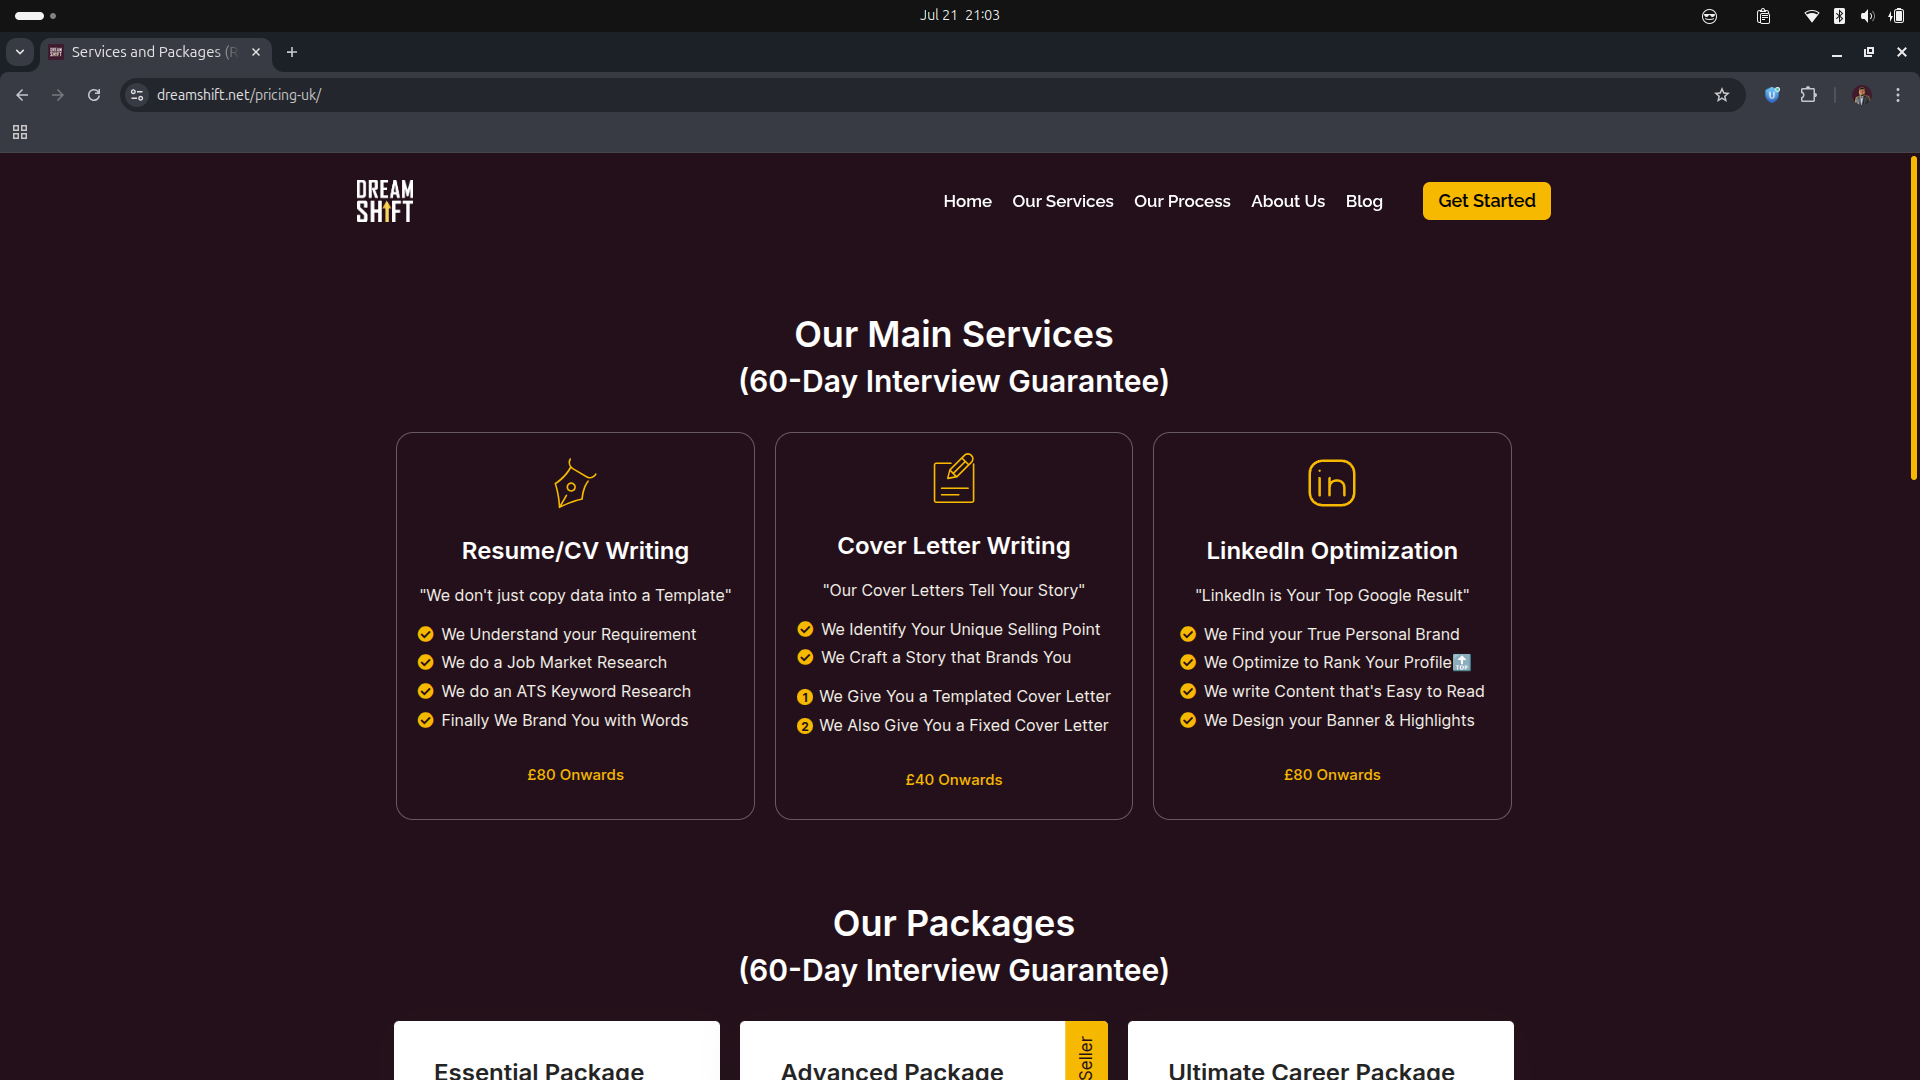 Jul 21 21:03
Services and Packages (R
dreamshift.net/pricing-uk/
DREAM
SHIFT
Home
Our Services
Our Process
About Us
Blog
Get Started
Our Main Services
(60-Day Interview Guarantee)
Resume/CV Writing
"We don't just copy data into a Template"
We Understand your Requirement
We do a Job Market Research
We do an ATS Keyword Research
Finally We Brand You with Words
£80 Onwards
Cover Letter Writing
"Our Cover Letters Tell Your Story"
We Identify Your Unique Selling Point
We Craft a Story that Brands You
1 We Give You a Templated Cover Letter
2 We Also Give You a Fixed Cover Letter
£40 Onwards
in
LinkedIn Optimization
"LinkedIn is Your Top Google Result"
We Find your True Personal Brand
We Optimize to Rank Your Profile🔝
We write Content that's Easy to Read
We Design your Banner & Highlights
£80 Onwards
Our Packages
(60-Day Interview Guarantee)
Essential Package
Advanced Package
Seller
Ultimate Career Package